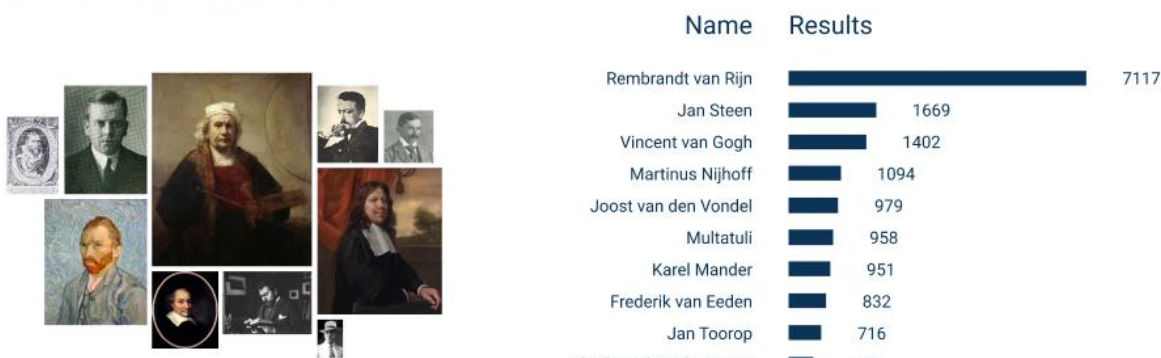 Name Results
Rembrandt van Rijn 7117
Jan Steen 1669
Vincent van Gogh 1402
Martinus Nijhoff 1094
Joost van den Vondel 979
Multatuli 958
Karel Mander 951
Frederik van Eeden 832
Jan Toorop 716